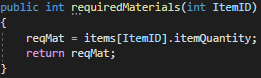 public int requiredMaterials(int ItemID)
{
reqMat = items[ItemID].itemQuantity;
return reqMat;
}